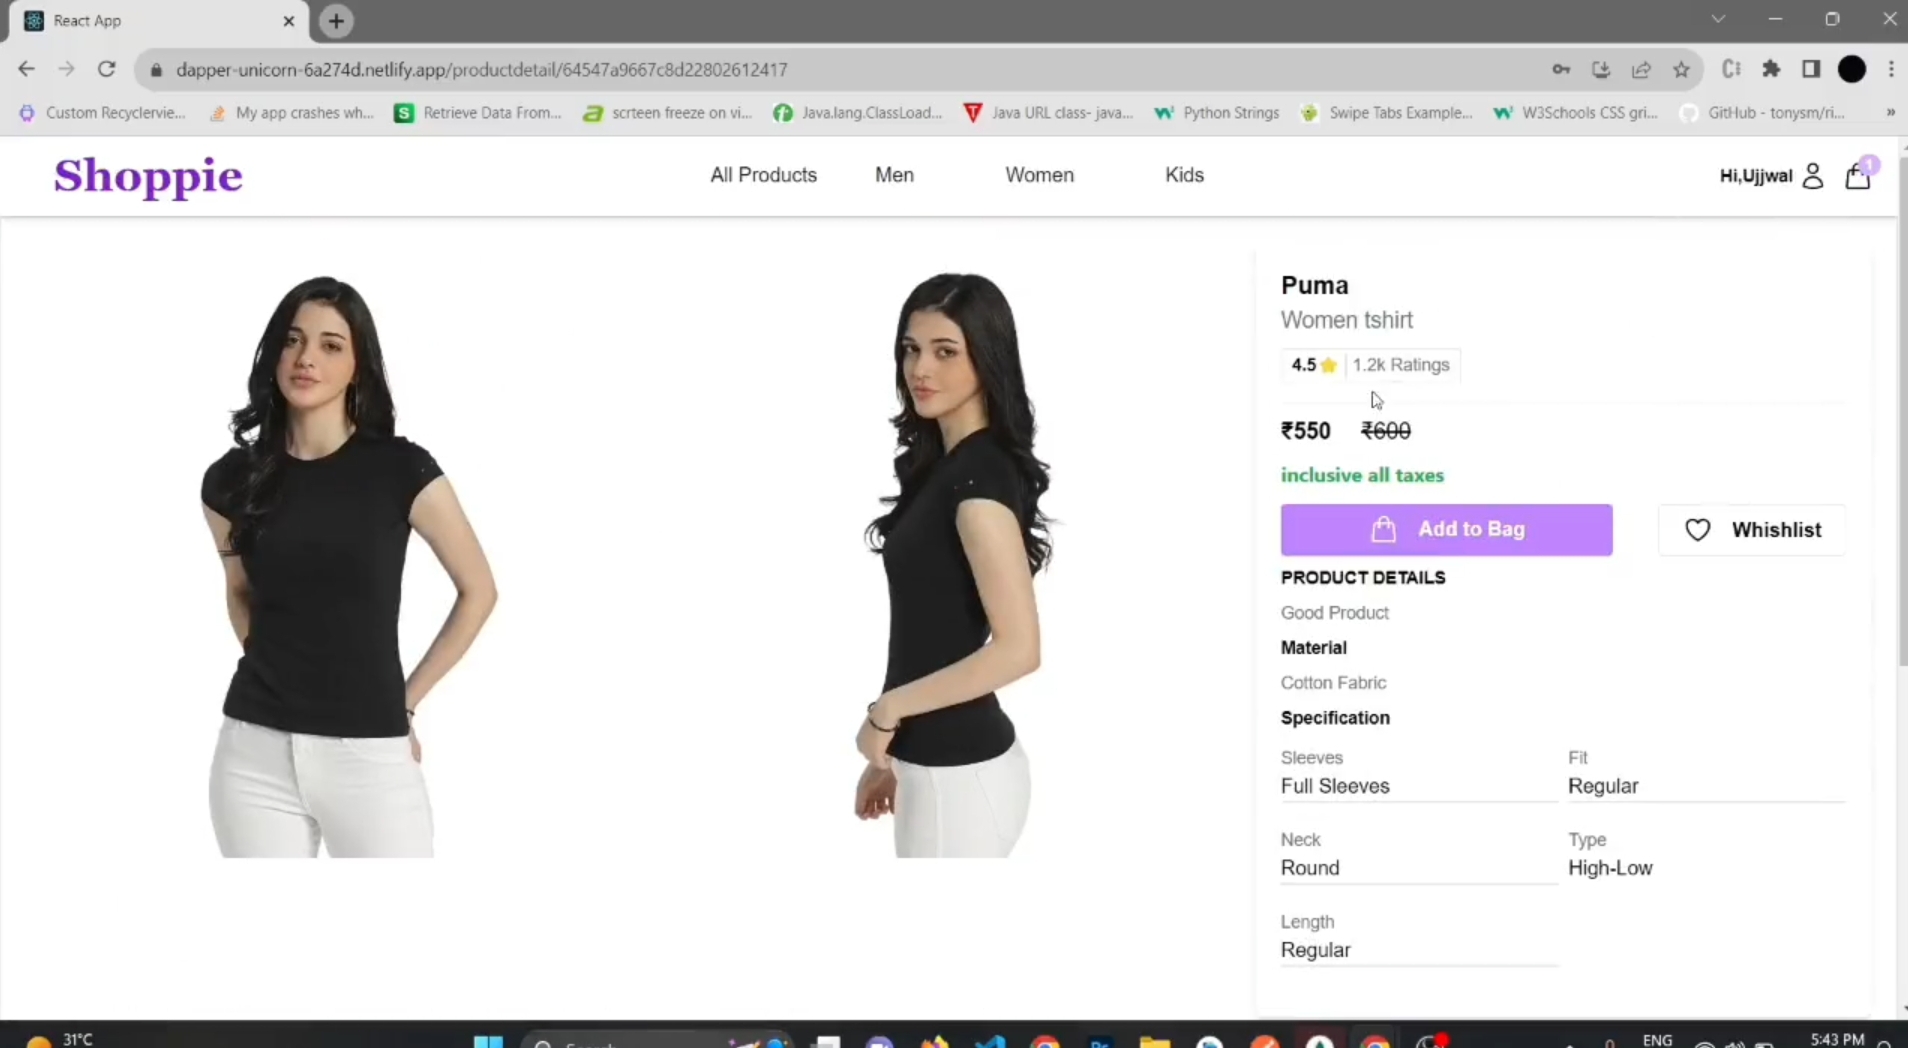 React App
dapper-unicorn-6a274d.netlify.app/productdetail/64547a9667c8d22802612417
Custom Recyclervie... My app crashes wh... S Retrieve Data From... scrteen freeze on vi... Java.lang.ClassLoad... Java URL class- java... Python Strings Swipe Tabs Example... W3Schools CSS gri... GitHub - tonysm/ri... »
Shoppie All Products Men Women Kids Hi,Ujjwal 1
Puma
Women tshirt
4.5 1.2k Ratings
₹550 ₹600
inclusive all taxes
Add to Bag Whishlist
PRODUCT DETAILS
Good Product
Material
Cotton Fabric
Specification
Sleeves Fit
Full Sleeves Regular
Neck Type
Round High-Low
Length
Regular
31°C Search ENG 5:43 PM